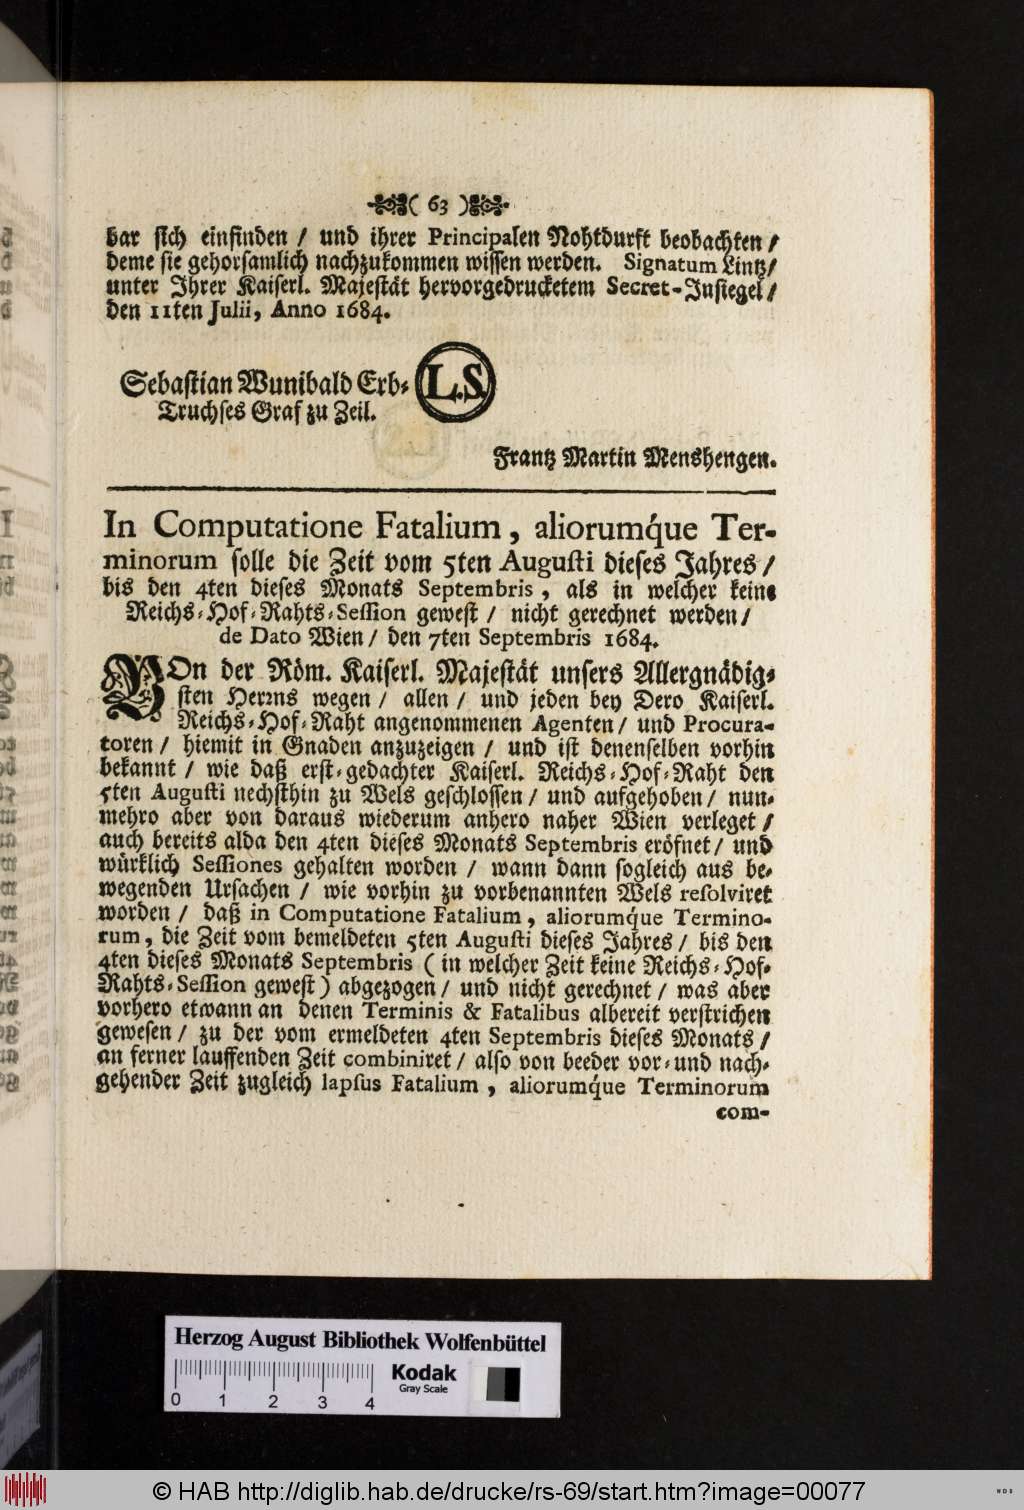 ( 63 )
bar sich einfinden / und ihrer Principalen Nohtdurft beobachten /
deme sie gehorsamlich nachzukommen wissen werden. Signatum Lintz /
unter Ihrer Kaiserl. Majestät hervorgedrucketem Secret-Insiegel /
den 11ten Julii, Anno 1684.
Sebastian Wunibald Erb-
Truchses Graf zu Zeil.
L.S.
Frantz Martin Menshengen.
In Computatione Fatalium, aliorumq́ue Ter-
minorum solle die Zeit vom 5ten Augusti dieses Jahres /
bis den 4ten dieses Monats Septembris, als in welcher keine
Reichs-Hof-Rahts-Session gewest / nicht gerechnet werden /
de Dato Wien / den 7ten Septembris 1684.
VOn der Röm. Kaiserl. Majestät unsers Allergnädig-
sten Herrns wegen / allen / und jeden bey Dero Kaiserl.
Reichs-Hof-Raht angenommenen Agenten / und Procura-
toren / hiemit in Gnaden anzuzeigen / und ist denenselben vorhin
bekannt / wie daß erst-gedachter Kaiserl. Reichs-Hof-Raht den
5ten Augusti nechsthin zu Wels geschlossen / und aufgehoben / nun-
mehro aber von daraus wiederum anhero naher Wien verleget /
auch bereits alda den 4ten dieses Monats Septembris eröfnet / und
würklich Sessiones gehalten worden / wann dann sogleich aus be-
wegenden Ursachen / wie vorhin zu vorbenannten Wels resolviret
worden / daß in Computatione Fatalium, aliorumq́ue Termino-
rum, die Zeit vom bemeldeten 5ten Augusti dieses Jahres / bis den
4ten dieses Monats Septembris ( in welcher Zeit keine Reichs-Hof-
Rahts-Session gewest ) abgezogen / und nicht gerechnet / was aber
vorhero etwann an denen Terminis & Fatalibus albereit verstrichen
gewesen / zu der vom ermeldeten 4ten Septembris dieses Monats /
an ferner lauffenden Zeit combiniret / also von beeder vor-und nach-
gehender Zeit zugleich lapsus Fatalium, aliorumq́ue Terminorum
com-
Herzog August Bibliothek Wolfenbüttel
Kodak
Gray Scale
0 1 2 3 4
© HAB http://diglib.hab.de/drucke/rs-69/start.htm?image=00077